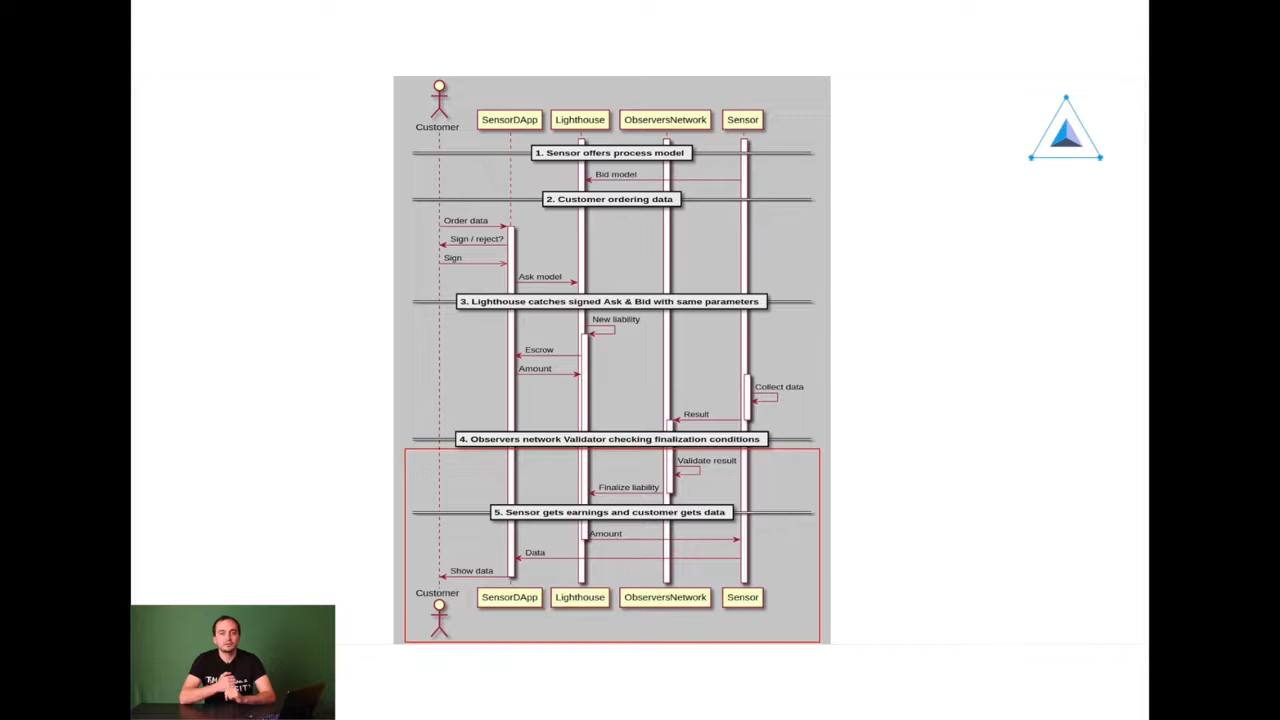 Customer
SensorDApp
Lighthouse
ObserversNetwork
Sensor
1. Sensor offers process model
Bid model
2. Customer ordering data
Order data
Sign / reject?
Sign
Ask model
3. Lighthouse catches signed Ask & Bid with same parameters
New liability
Escrow
Amount
Collect data
Result
4. Observers network Validator checking finalization conditions
Validate result
Finalize liability
5. Sensor gets earnings and customer gets data
Amount
Data
Show data
Customer
SensorDApp
Lighthouse
ObserversNetwork
Sensor